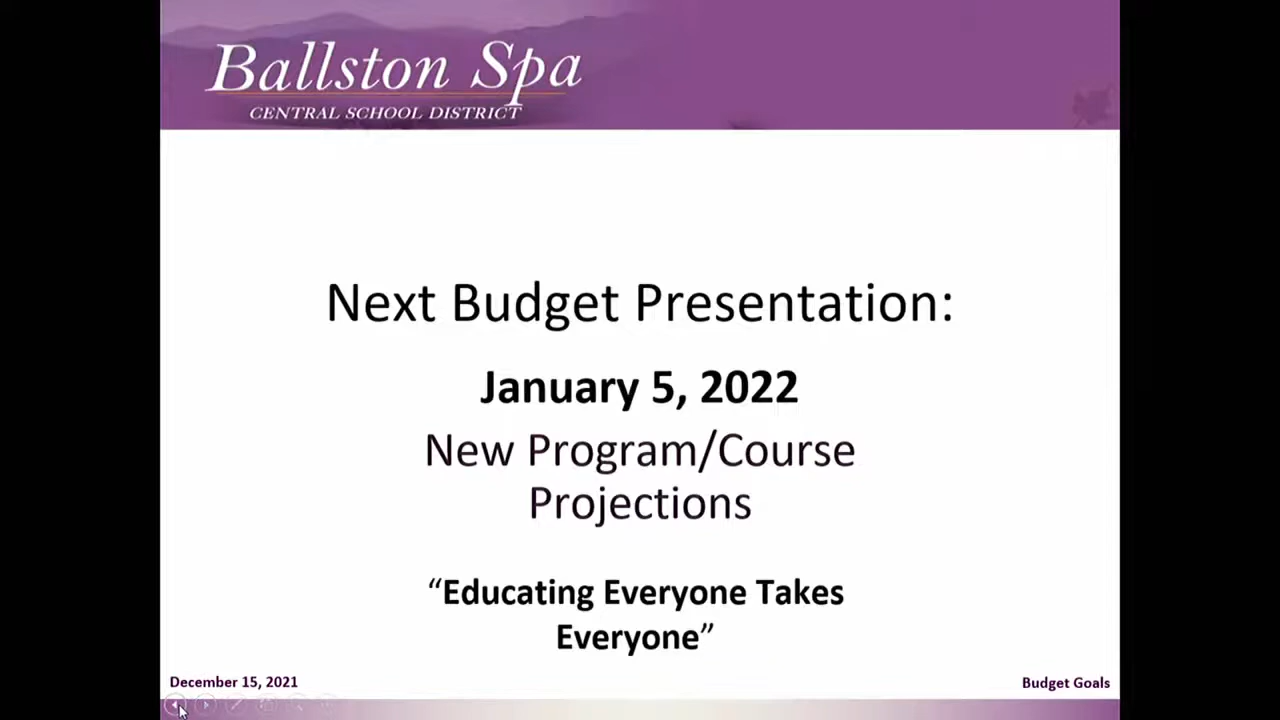 Ballston Spa
CENTRAL SCHOOL DISTRICT
Next Budget Presentation:
January 5, 2022
New Program/Course
Projections
“Educating Everyone Takes
Everyone”
December 15, 2021
Budget Goals